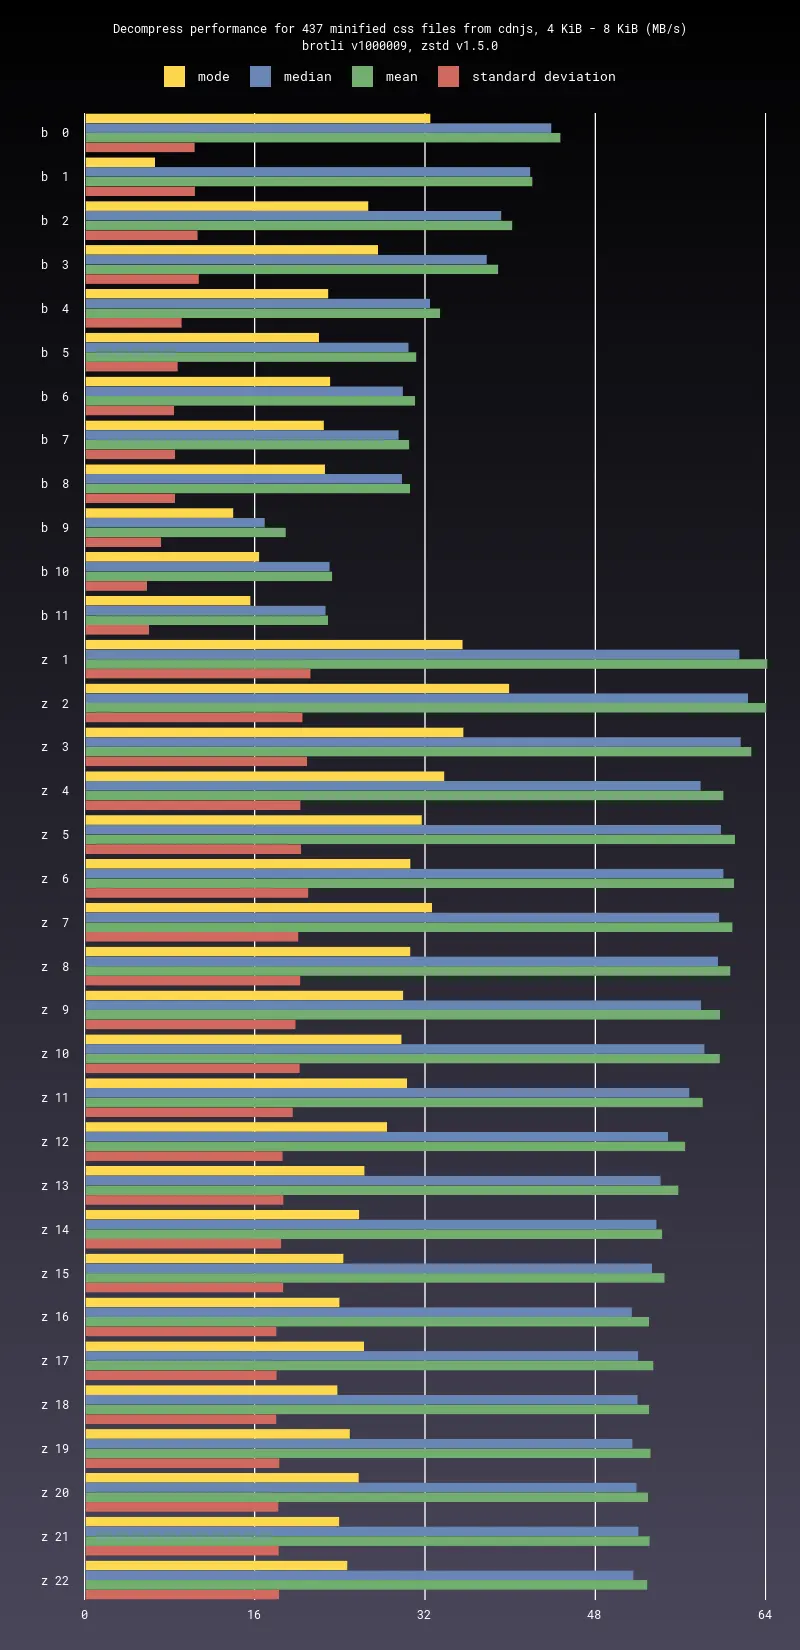 Decompress performance for 437 minified css files from cdnjs, 4 KiB - 8 KiB (MB/s)
brotli v1000009, zstd v1.5.0
mode median mean standard deviation
b 0
b 1
b 2
b 3
b 4
b 5
b 6
b 7
b 8
b 9
b 10
b 11
z 1
z 2
z 3
z 4
z 5
z 6
z 7
z 8
z 9
z 10
z 11
z 12
z 13
z 14
z 15
z 16
z 17
z 18
z 19
z 20
z 21
z 22
0 16 32 48 64